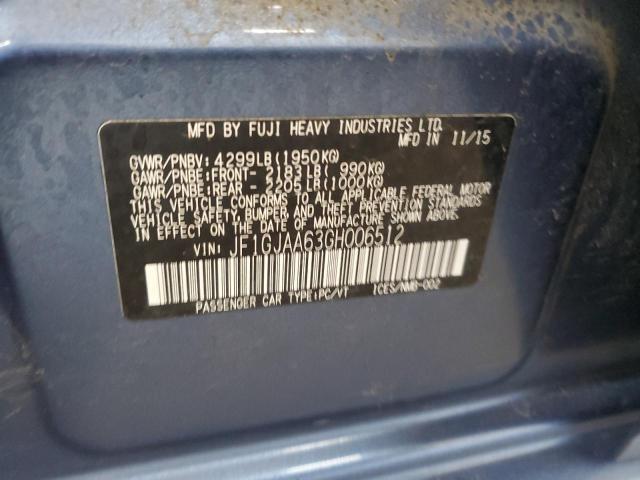 MFD BY FUJI HEAVY INDUSTRIES LTD.
MFD IN 11/15
GVWR/PNBV: 4299LB(1950KG)
GAWR/PNBE:FRONT- 2183LB( 990KG)
GAWR/PNBE:REAR - 2205LB(1000KG)
THIS VEHICLE CONFORMS TO ALL APPLICABLE FEDERAL MOTOR
VEHICLE SAFETY, BUMPER, AND THEFT PREVENTION STANDARDS
IN EFFECT ON THE DATE OF MANUFACTURE SHOWN ABOVE.
VIN: JF1GJAA63GH006512
PASSENGER CAR TYPE:PC/VT ICES/NMB-002